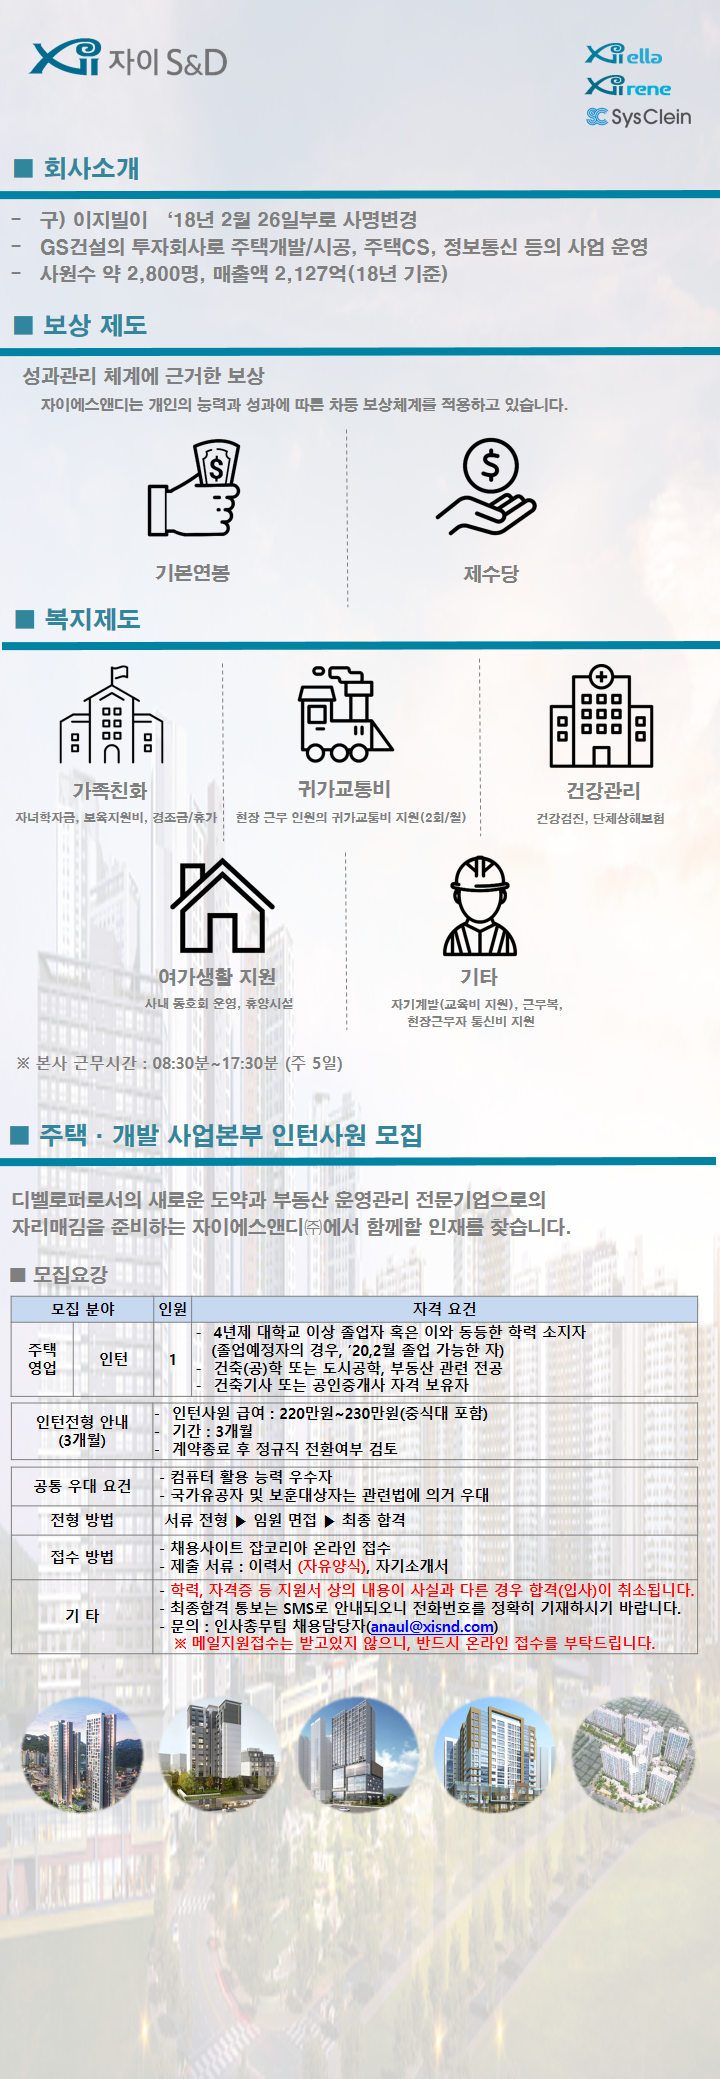 Xi 자이 S&D
Xi ella
Xi rene
SysClein
■ 회사소개
- 구) 이지빌이 ‘18년 2월 26일부로 사명변경
- GS건설의 투자회사로 주택개발/시공, 주택CS, 정보통신 등의 사업 운영
- 사원수 약 2,800명, 매출액 2,127억(18년 기준)
■ 보상 제도
성과관리 체계에 근거한 보상
자이에스앤디는 개인의 능력과 성과에 따른 차등 보상체계를 적용하고 있습니다.
기본연봉
제수당
■ 복지제도
가족친화
자녀학자금, 보육지원비, 경조금/휴가
귀가교통비
현장 근무 인원의 귀가교통비 지원(2회/월)
건강관리
건강검진, 단체상해보험
여가생활 지원
사내 동호회 운영, 휴양시설
기타
자기계발(교육비 지원), 근무복,
현장근무자 통신비 지원
※ 본사 근무시간 : 08:30분~17:30분 (주 5일)
■ 주택 · 개발 사업본부 인턴사원 모집
디벨로퍼로서의 새로운 도약과 부동산 운영관리 전문기업으로의
자리매김을 준비하는 자이에스앤디㈜에서 함께할 인재를 찾습니다.
■ 모집요강
모집 분야 인원 자격 요건
주택
영업
인턴
1
- 4년제 대학교 이상 졸업자 혹은 이와 동등한 학력 소지자
(졸업예정자의 경우, ’20,2월 졸업 가능한 자)
- 건축(공)학 또는 도시공학, 부동산 관련 전공
- 건축기사 또는 공인중개사 자격 보유자
인턴전형 안내
(3개월)
- 인턴사원 급여 : 220만원~230만원(중식대 포함)
- 기간 : 3개월
- 계약종료 후 정규직 전환여부 검토
공통 우대 요건
- 컴퓨터 활용 능력 우수자
- 국가유공자 및 보훈대상자는 관련법에 의거 우대
전형 방법
서류 전형 ▶ 임원 면접 ▶ 최종 합격
접수 방법
- 채용사이트 잡코리아 온라인 접수
- 제출 서류 : 이력서 (자유양식), 자기소개서
기 타
- 학력, 자격증 등 지원서 상의 내용이 사실과 다른 경우 합격(입사)이 취소됩니다.
- 최종합격 통보는 SMS로 안내되오니 전화번호를 정확히 기재하시기 바랍니다.
- 문의 : 인사총무팀 채용담당자(anaul@xisnd.com)
※ 메일지원접수는 받고있지 않으니, 반드시 온라인 접수를 부탁드립니다.